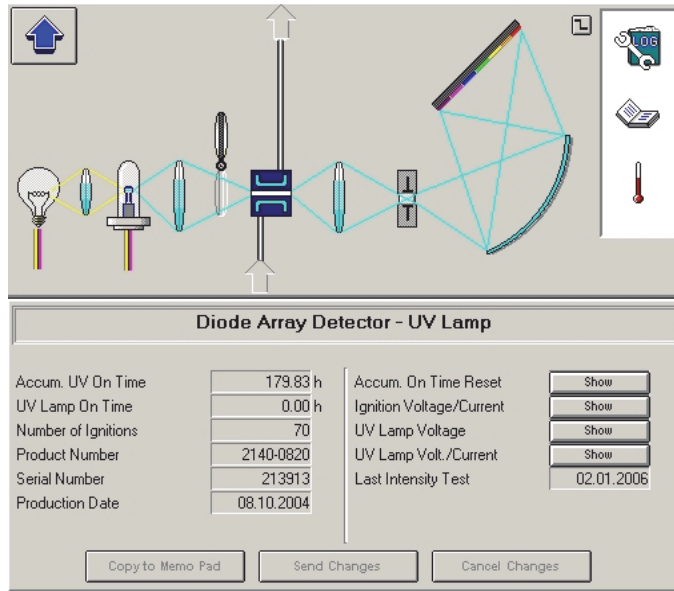 LOG
Diode Array Detector - UV Lamp
Accum. UV On Time 179.83 h
UV Lamp On Time 0.00 h
Number of Ignitions 70
Product Number 2140-0820
Serial Number 213913
Production Date 08.10.2004
Accum. On Time Reset Show
Ignition Voltage/Current Show
UV Lamp Voltage Show
UV Lamp Volt./Current Show
Last Intensity Test 02.01.2006
Copy to Memo Pad Send Changes Cancel Changes